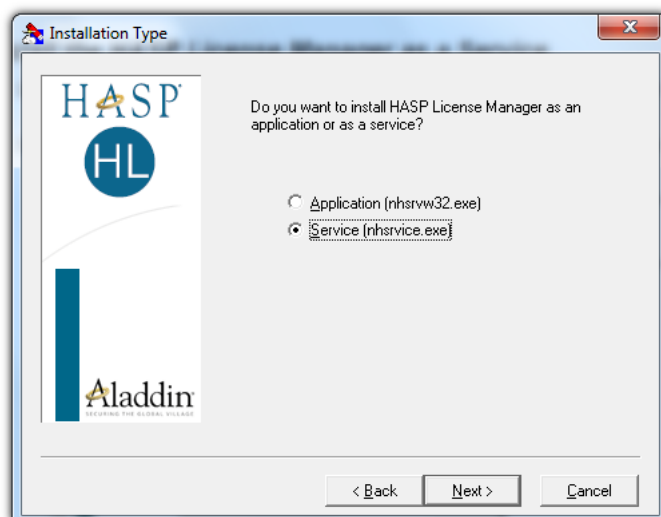 Installation Type
HASP
HL
Do you want to install HASP License Manager as an
application or as a service?
Application (nhsrvw32.exe)
Service (nhsrvice.exe)
Aladdin
SECURING THE GLOBAL VILLAGE
< Back
Next >
Cancel